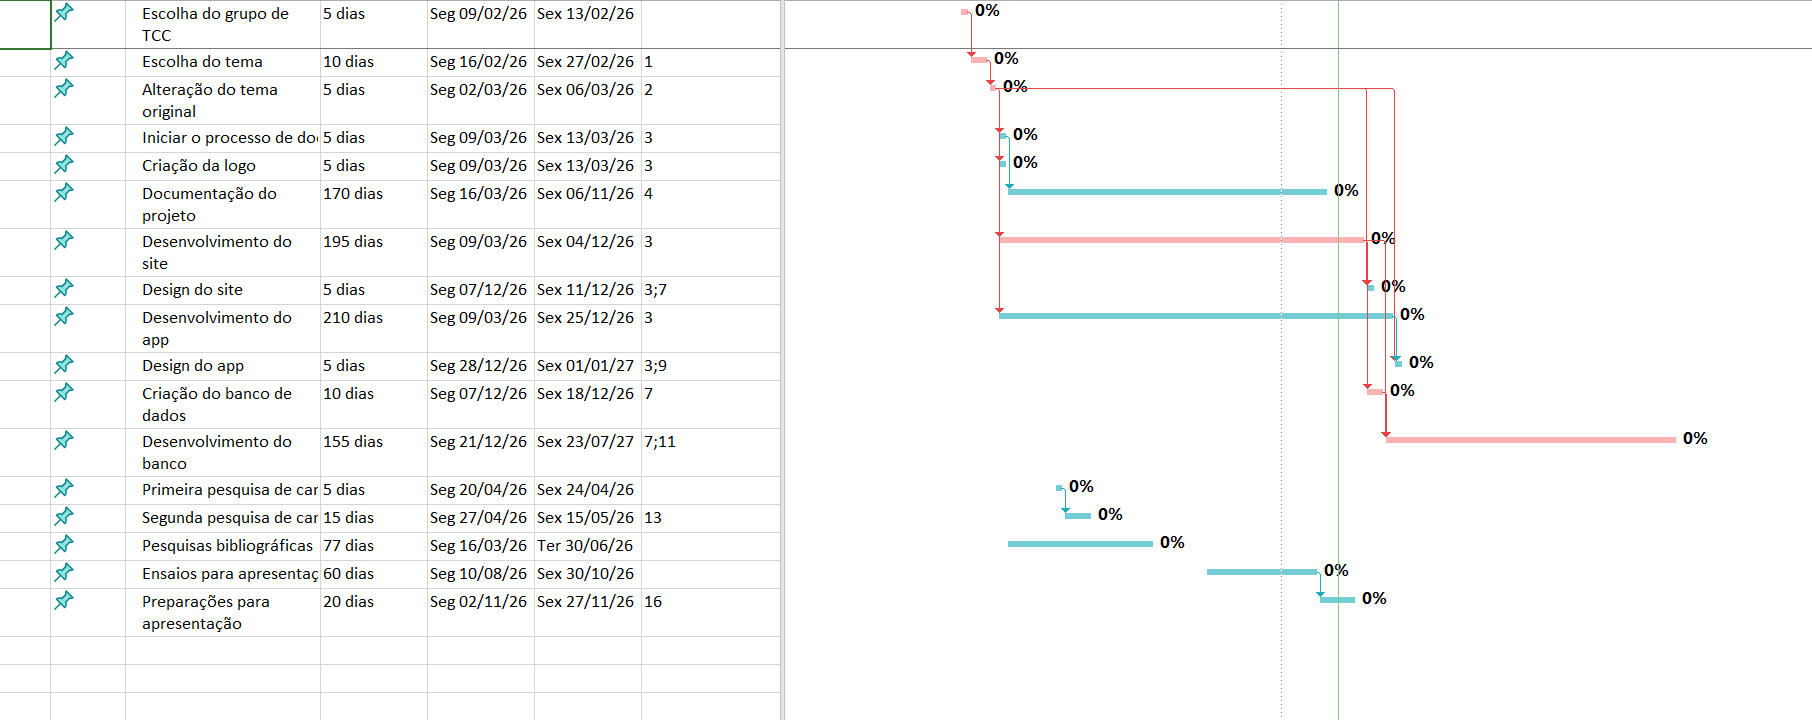 Escolha do grupo de TCC 5 dias Seg 09/02/26 Sex 13/02/26 0%
Escolha do tema 10 dias Seg 16/02/26 Sex 27/02/26 1 0%
Alteração do tema original 5 dias Seg 02/03/26 Sex 06/03/26 2 0%
Iniciar o processo de do 5 dias Seg 09/03/26 Sex 13/03/26 3 0%
Criação da logo 5 dias Seg 09/03/26 Sex 13/03/26 3 0%
Documentação do projeto 170 dias Seg 16/03/26 Sex 06/11/26 4 0%
Desenvolvimento do site 195 dias Seg 09/03/26 Sex 04/12/26 3 0%
Design do site 5 dias Seg 07/12/26 Sex 11/12/26 3;7 0%
Desenvolvimento do app 210 dias Seg 09/03/26 Sex 25/12/26 3 0%
Design do app 5 dias Seg 28/12/26 Sex 01/01/27 3;9 0%
Criação do banco de dados 10 dias Seg 07/12/26 Sex 18/12/26 7 0%
Desenvolvimento do banco 155 dias Seg 21/12/26 Sex 23/07/27 7;11 0%
Primeira pesquisa de car 5 dias Seg 20/04/26 Sex 24/04/26 0%
Segunda pesquisa de car 15 dias Seg 27/04/26 Sex 15/05/26 13 0%
Pesquisas bibliográficas 77 dias Seg 16/03/26 Ter 30/06/26 0%
Ensaios para apresentaç 60 dias Seg 10/08/26 Sex 30/10/26 0%
Preparações para apresentação 20 dias Seg 02/11/26 Sex 27/11/26 16 0%